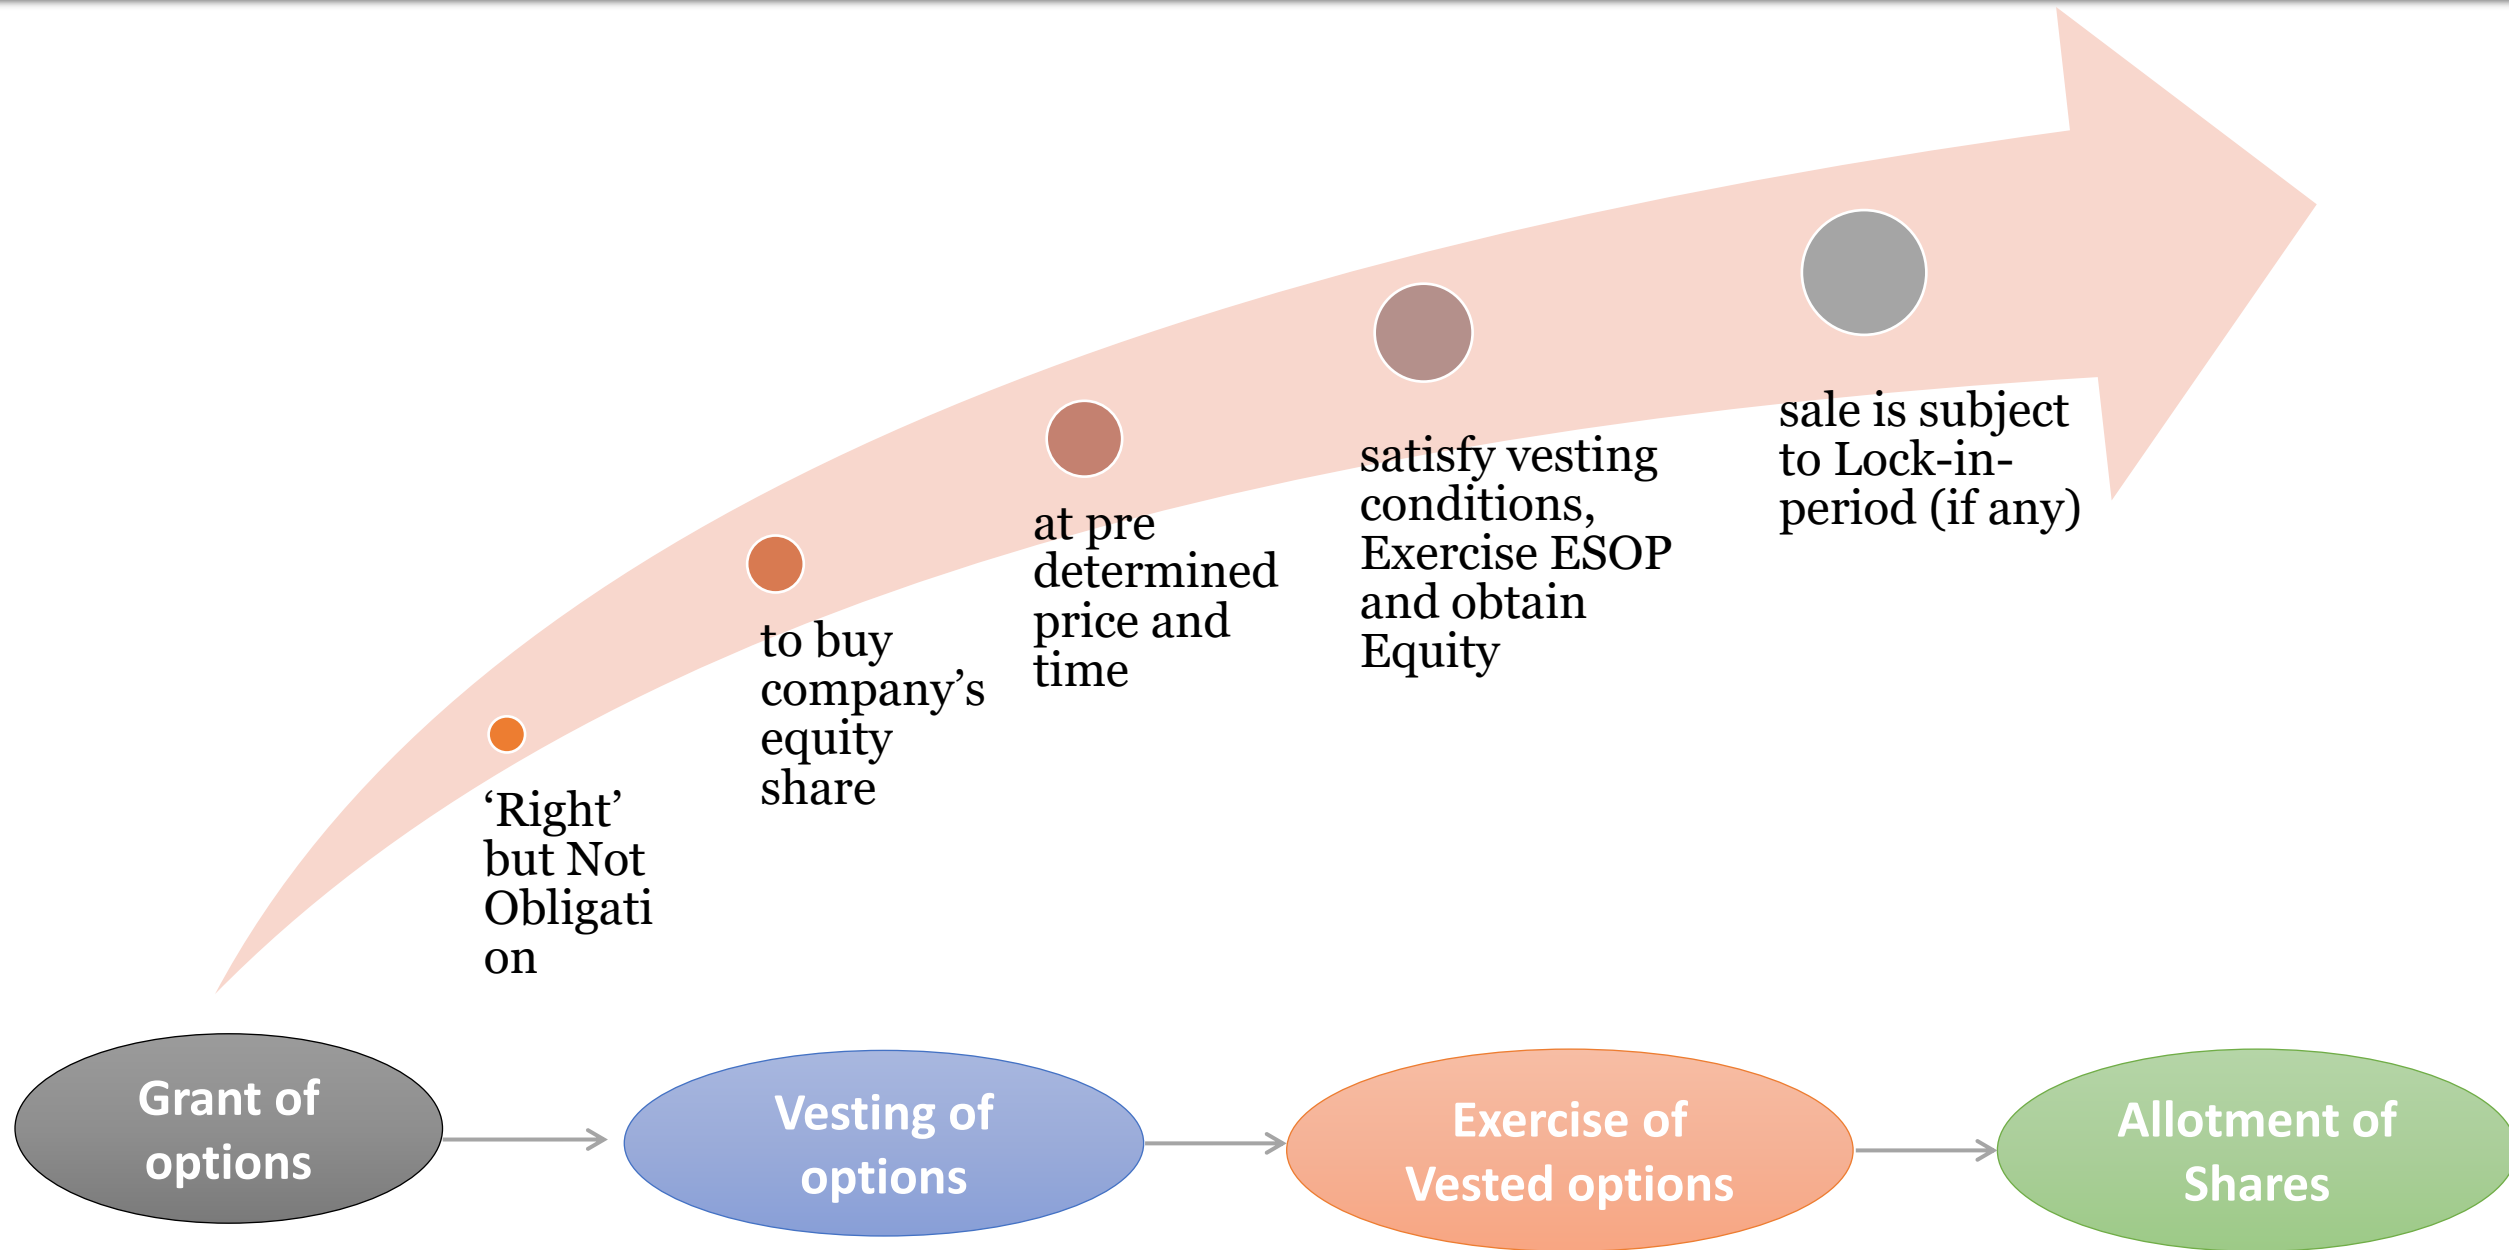 ‘Right’
but Not
Obligati
on
to buy
company’s
equity
share
at pre
determined
price and
time
satisfy vesting
conditions,
Exercise ESOP
and obtain
Equity
sale is subject
to Lock-in-
period (if any)
Grant of
options
Vesting of
options
Exercise of
Vested options
Allotment of
Shares